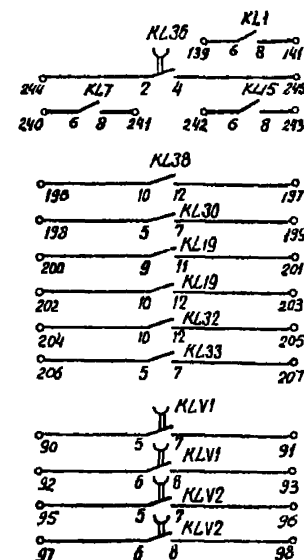 KL36 KL1
139 6 8 141
244 2 4 245
KL7 KL15
240 6 8 241 242 6 8 243
KL38
196 10 12 197
KL30
198 5 7 199
KL19
200 9 11 201
KL19
202 10 12 203
KL32
204 10 12 205
KL33
206 5 7 207
KLV1
90 5 7 91
KLV1
92 6 8 93
KLV2
95 5 7 96
KLV2
97 6 8 98